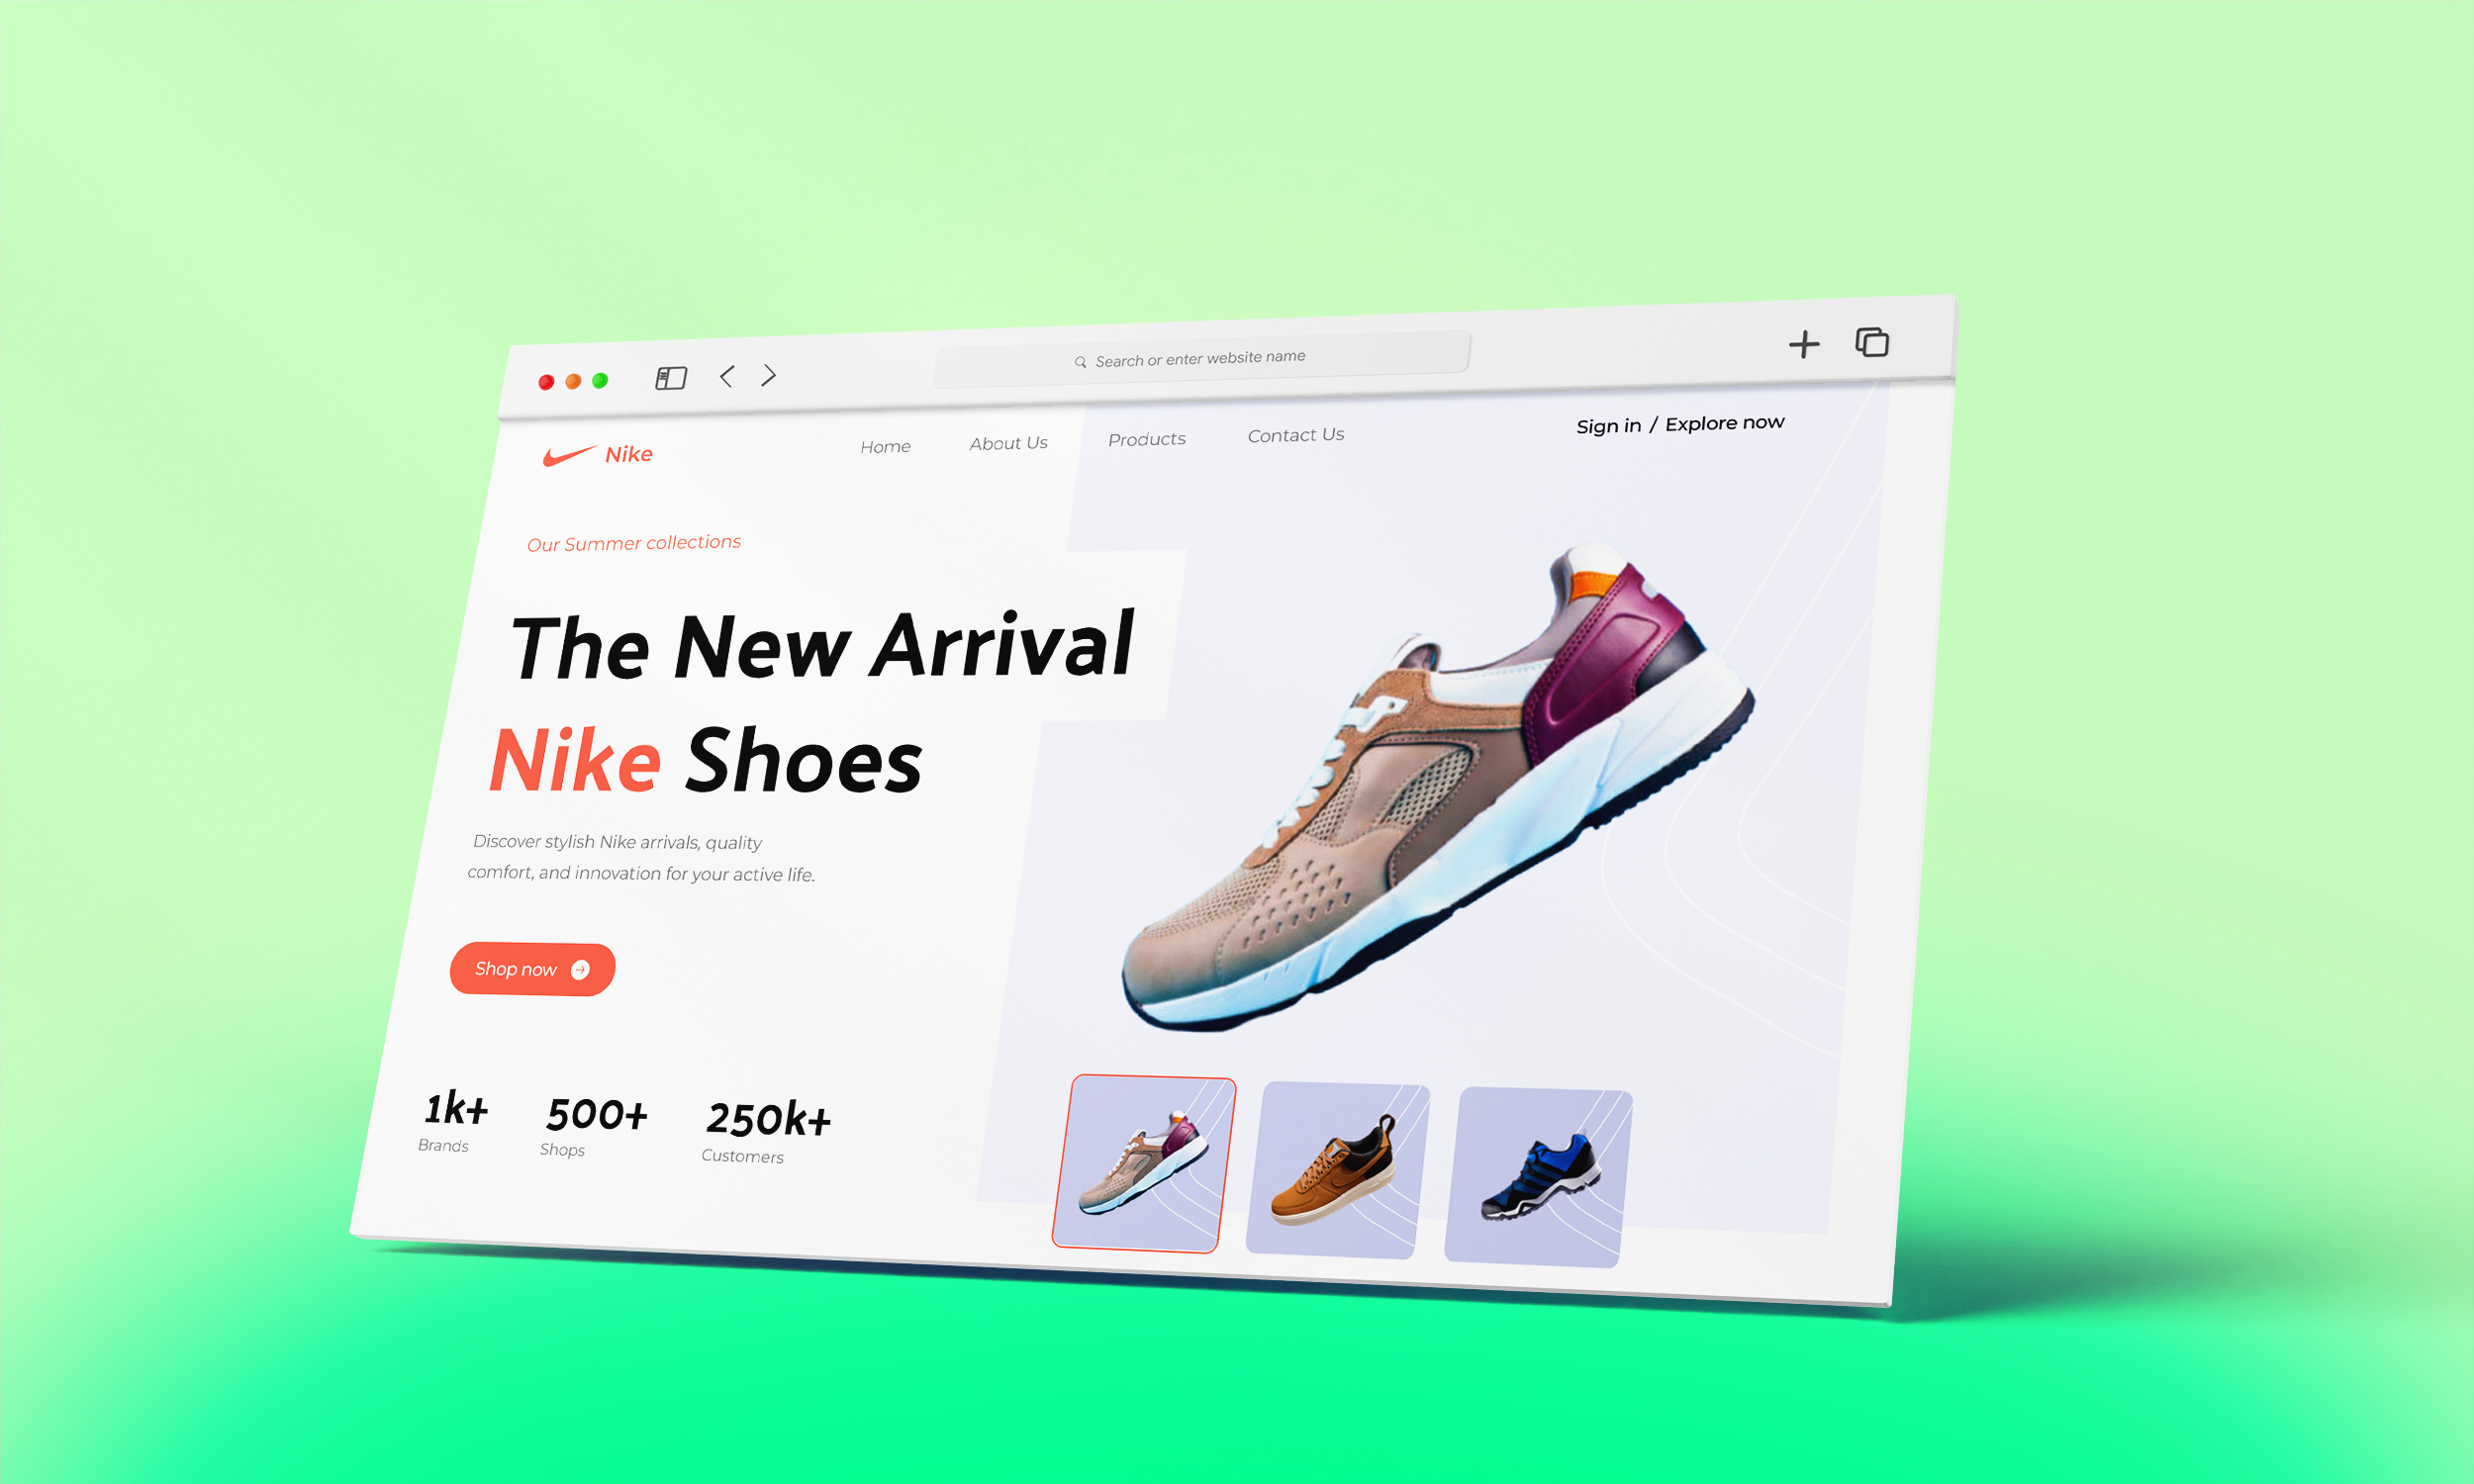 Search or enter website name
Nike
Home
About Us
Products
Contact Us
Sign in / Explore now
Our Summer collections
The New Arrival
Nike Shoes
Discover stylish Nike arrivals, quality
comfort, and innovation for your active life.
Shop now
1k+
Brands
500+
Shops
250k+
Customers